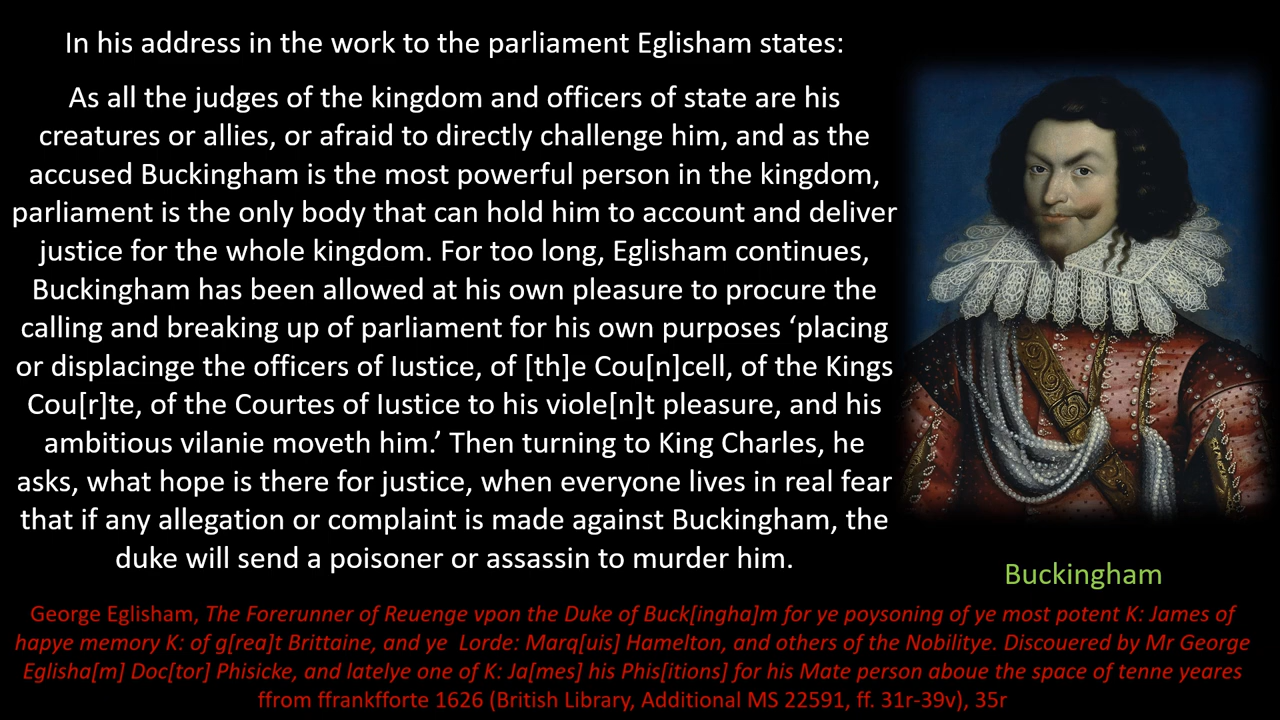 In his address in the work to the parliament Eglisham states:
As all the judges of the kingdom and officers of state are his
creatures or allies, or afraid to directly challenge him, and as the
accused Buckingham is the most powerful person in the kingdom,
parliament is the only body that can hold him to account and deliver
justice for the whole kingdom. For too long, Eglisham continues,
Buckingham has been allowed at his own pleasure to procure the
calling and breaking up of parliament for his own purposes ‘placing
or displacinge the officers of Iustice, of [th]e Cou[n]cell, of the Kings
Cou[r]te, of the Courtes of Iustice to his viole[n]t pleasure, and his
ambitious vilanie moveth him.’ Then turning to King Charles, he
asks, what hope is there for justice, when everyone lives in real fear
that if any allegation or complaint is made against Buckingham, the
duke will send a poisoner or assassin to murder him.
Buckingham
George Eglisham, The Forerunner of Reuenge vpon the Duke of Buck[ingha]m for ye poysoning of ye most potent K: James of
hapye memory K: of g[rea]t Brittaine, and ye Lorde: Marq[uis] Hamelton, and others of the Nobilitye. Discouered by Mr George
Eglisha[m] Doc[tor] Phisicke, and latelye one of K: Ja[mes] his Phis[itions] for his Mate person aboue the space of tenne yeares
ffrom ffrankfforte 1626 (British Library, Additional MS 22591, ff. 31r-39v), 35r